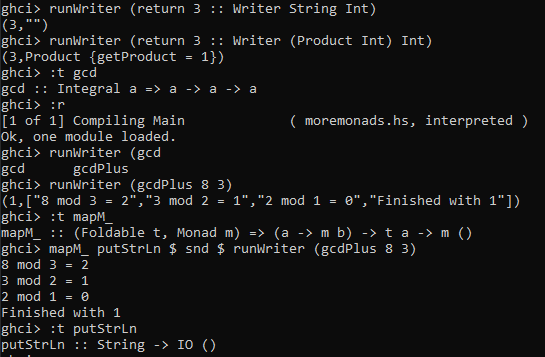 ghci> runWriter (return 3 :: Writer String Int)
(3,"")
ghci> runWriter (return 3 :: Writer (Product Int) Int)
(3,Product {getProduct = 1})
ghci> :t gcd
gcd :: Integral a => a -> a -> a
ghci> :r
[1 of 1] Compiling Main             ( moremonads.hs, interpreted )
Ok, one module loaded.
ghci> runWriter (gcd
gcd      gcdPlus
ghci> runWriter (gcdPlus 8 3)
(1,["8 mod 3 = 2","3 mod 2 = 1","2 mod 1 = 0","Finished with 1"])
ghci> :t mapM_
mapM_ :: (Foldable t, Monad m) => (a -> m b) -> t a -> m ()
ghci> mapM_ putStrLn $ snd $ runWriter (gcdPlus 8 3)
8 mod 3 = 2
3 mod 2 = 1
2 mod 1 = 0
Finished with 1
ghci> :t putStrLn
putStrLn :: String -> IO ()